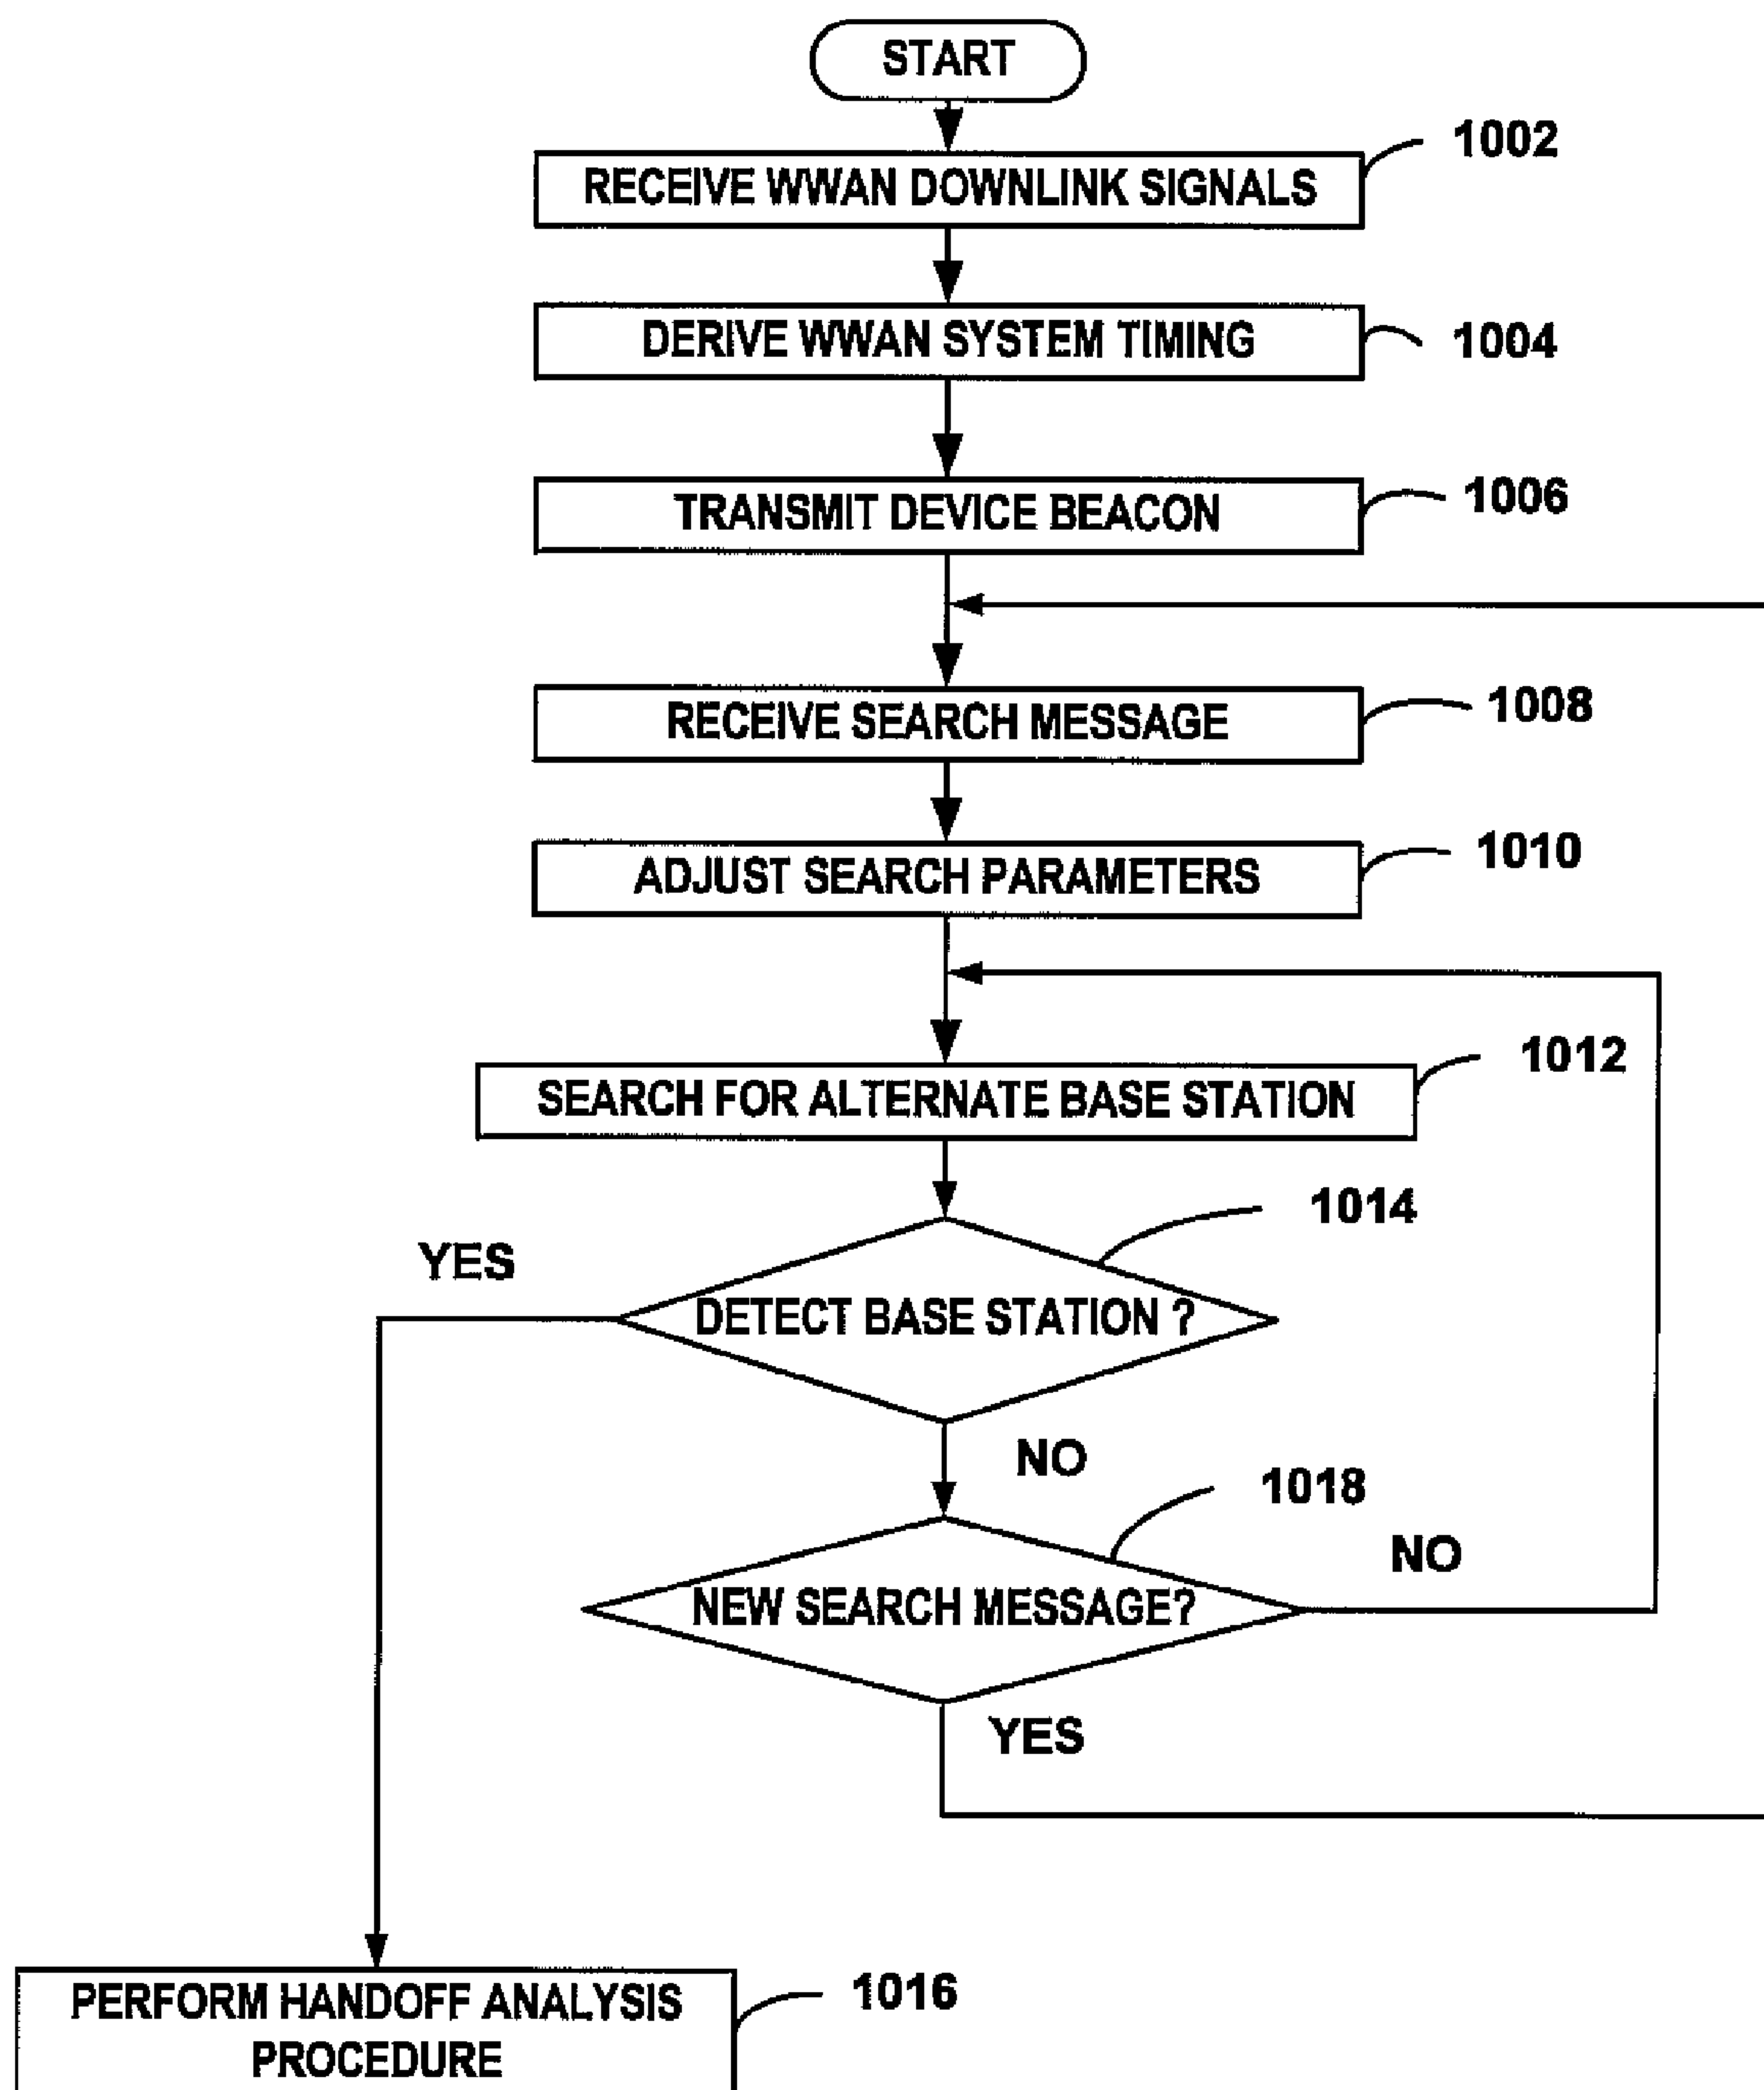 START
1002
RECEIVE WWAN DOWNLINK SIGNALS
DERIVE WWAN SYSTEM TIMING
1004
TRANSMIT DEVICE BEACON
1006
RECEIVE SEARCH MESSAGE
1008
ADJUST SEARCH PARAMETERS
1010
SEARCH FOR ALTERNATE BASE STATION
1012
1014
YES
DETECT BASE STATION ?
NO
1018
NO
NEW SEARCH MESSAGE?
YES
PERFORM HANDOFF ANALYSIS
PROCEDURE
1016